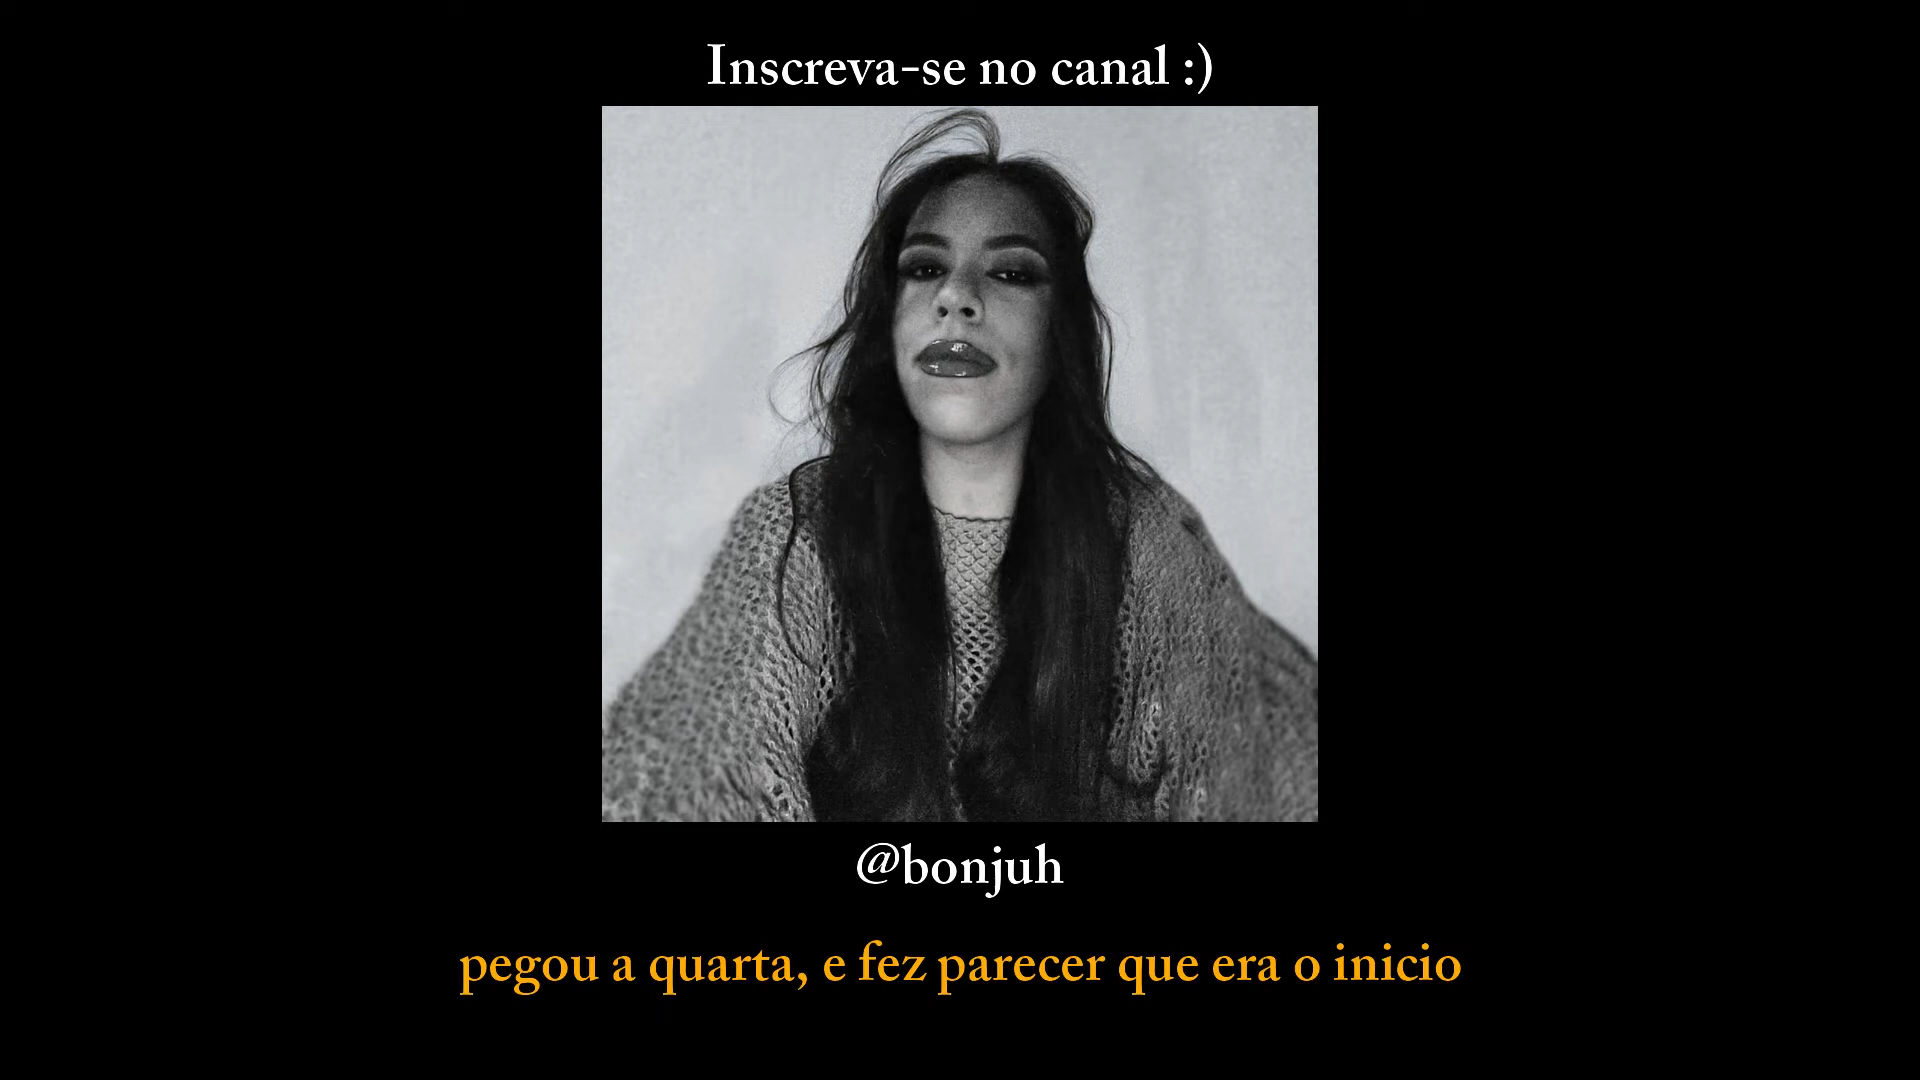 Inscreva-se no canal :)
@bonjuh
pegou a quarta, e fez parecer que era o inicio